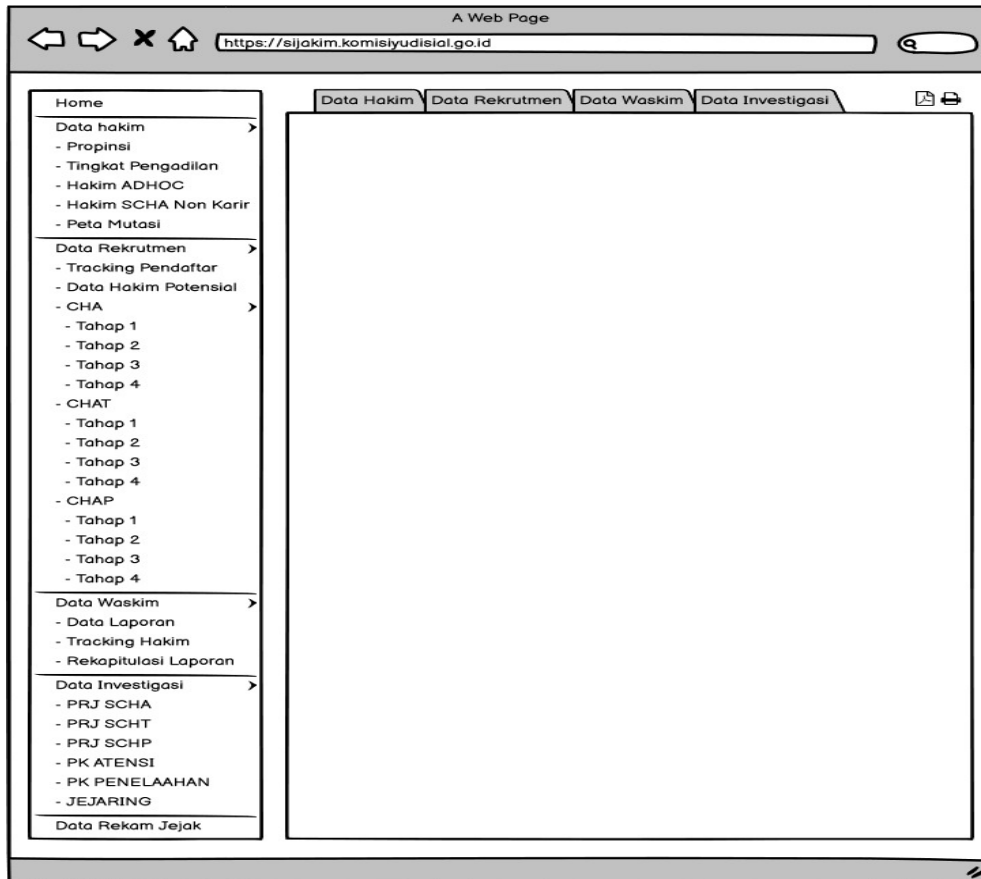 A Web Page
https://sijakim.komisiyudisial.go.id
Home
Data hakim
- Propinsi
- Tingkat Pengadilan
- Hakim ADHOC
- Hakim SCHA Non Karir
- Peta Mutasi
Data Rekrutmen
- Tracking Pendaftar
- Data Hakim Potensial
- CHA
- Tahap 1
- Tahap 2
- Tahap 3
- Tahap 4
- CHAT
- Tahap 1
- Tahap 2
- Tahap 3
- Tahap 4
- CHAP
- Tahap 1
- Tahap 2
- Tahap 3
- Tahap 4
Data Waskim
- Data Laporan
- Tracking Hakim
- Rekapitulasi Laporan
Data Investigasi
- PRJ SCHA
- PRJ SCHT
- PRJ SCHP
- PK ATENSI
- PK PENELAAHAN
- JEJARING
Data Rekam Jejak
Data Hakim Data Rekrutmen Data Waskim Data Investigasi